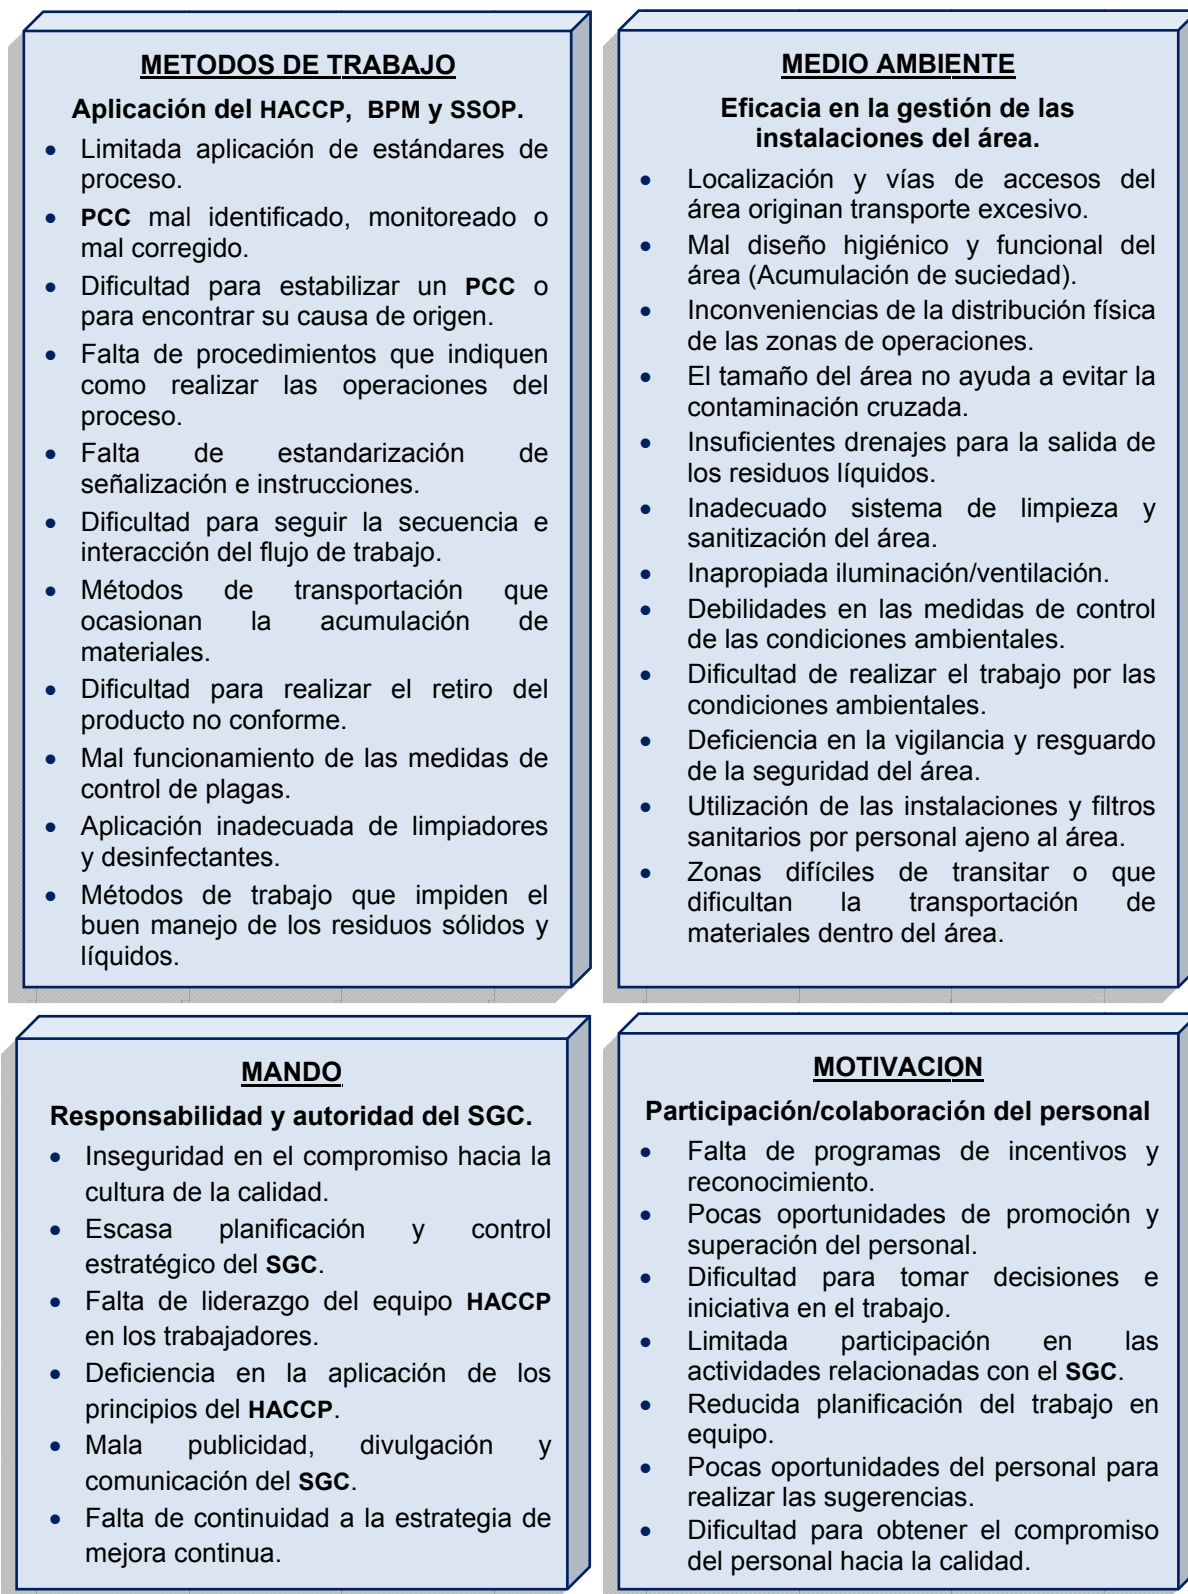 METODOS DE TRABAJO
Aplicación del HACCP, BPM y SSOP.
• Limitada aplicación de estándares de
proceso.
• PCC mal identificado, monitoreado o
mal corregido.
• Dificultad para estabilizar un PCC o
para encontrar su causa de origen.
• Falta de procedimientos que indiquen
como realizar las operaciones del
proceso.
• Falta de estandarización de
señalización e instrucciones.
• Dificultad para seguir la secuencia e
interacción del flujo de trabajo.
• Métodos de transportación que
ocasionan la acumulación de
materiales.
• Dificultad para realizar el retiro del
producto no conforme.
• Mal funcionamiento de las medidas de
control de plagas.
• Aplicación inadecuada de limpiadores
y desinfectantes.
• Métodos de trabajo que impiden el
buen manejo de los residuos sólidos y
líquidos.
MEDIO AMBIENTE
Eficacia en la gestión de las
instalaciones del área.
• Localización y vías de accesos del
área originan transporte excesivo.
• Mal diseño higiénico y funcional del
área (Acumulación de suciedad).
• Inconveniencias de la distribución física
de las zonas de operaciones.
• El tamaño del área no ayuda a evitar la
contaminación cruzada.
• Insuficientes drenajes para la salida de
los residuos líquidos.
• Inadecuado sistema de limpieza y
sanitización del área.
• Inapropiada iluminación/ventilación.
• Debilidades en las medidas de control
de las condiciones ambientales.
• Dificultad de realizar el trabajo por las
condiciones ambientales.
• Deficiencia en la vigilancia y resguardo
de la seguridad del área.
• Utilización de las instalaciones y filtros
sanitarios por personal ajeno al área.
• Zonas difíciles de transitar o que
dificultan la transportación de
materiales dentro del área.
MANDO
Responsabilidad y autoridad del SGC.
• Inseguridad en el compromiso hacia la
cultura de la calidad.
• Escasa planificación y control
estratégico del SGC.
• Falta de liderazgo del equipo HACCP
en los trabajadores.
• Deficiencia en la aplicación de los
principios del HACCP.
• Mala publicidad, divulgación y
comunicación del SGC.
• Falta de continuidad a la estrategia de
mejora continua.
MOTIVACION
Participación/colaboración del personal
• Falta de programas de incentivos y
reconocimiento.
• Pocas oportunidades de promoción y
superación del personal.
• Dificultad para tomar decisiones e
iniciativa en el trabajo.
• Limitada participación en las
actividades relacionadas con el SGC.
• Reducida planificación del trabajo en
equipo.
• Pocas oportunidades del personal para
realizar las sugerencias.
• Dificultad para obtener el compromiso
del personal hacia la calidad.